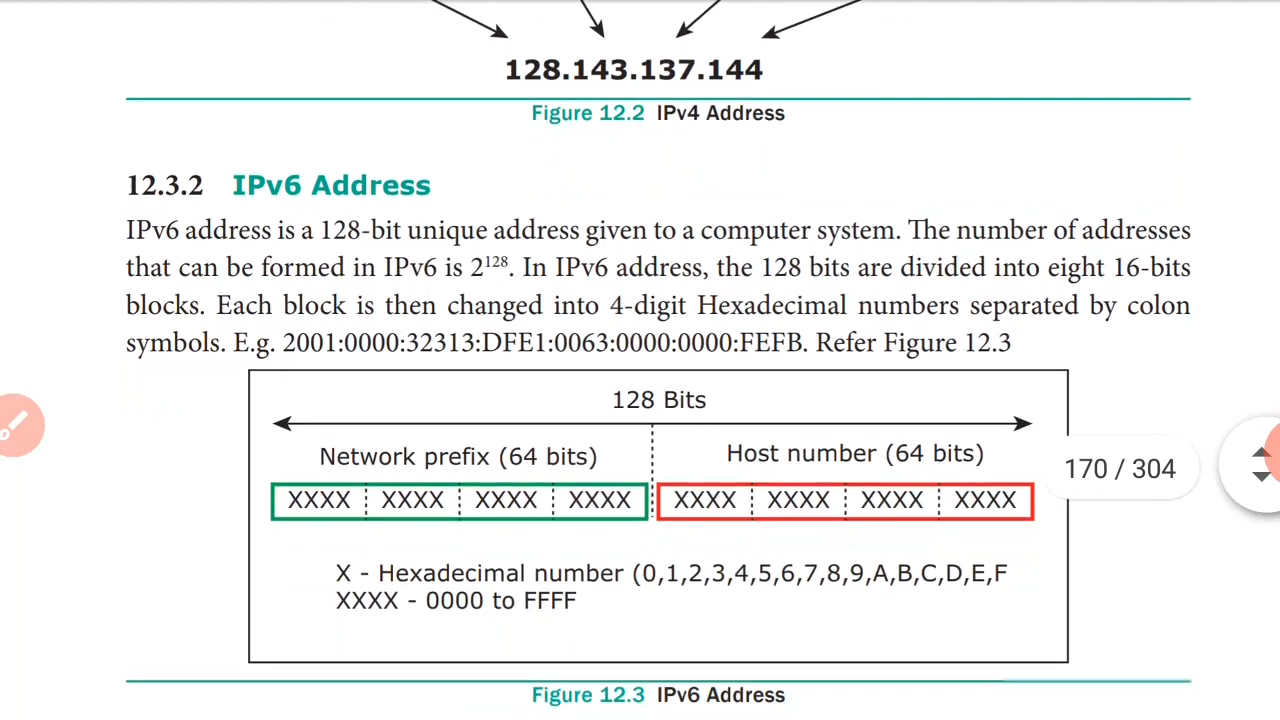 128.143.137.144
Figure 12.2 IPv4 Address
12.3.2 IPv6 Address
IPv6 address is a 128-bit unique address given to a computer system. The number of addresses
that can be formed in IPv6 is 2¹²⁸. In IPv6 address, the 128 bits are divided into eight 16-bits
blocks. Each block is then changed into 4-digit Hexadecimal numbers separated by colon
symbols. E.g. 2001:0000:32313:DFE1:0063:0000:0000:FEFB. Refer Figure 12.3
128 Bits
Network prefix (64 bits)
Host number (64 bits)
170 / 304
XXXX XXXX XXXX XXXX XXXX XXXX XXXX XXXX
X - Hexadecimal number (0,1,2,3,4,5,6,7,8,9,A,B,C,D,E,F
XXXX - 0000 to FFFF
Figure 12.3 IPv6 Address